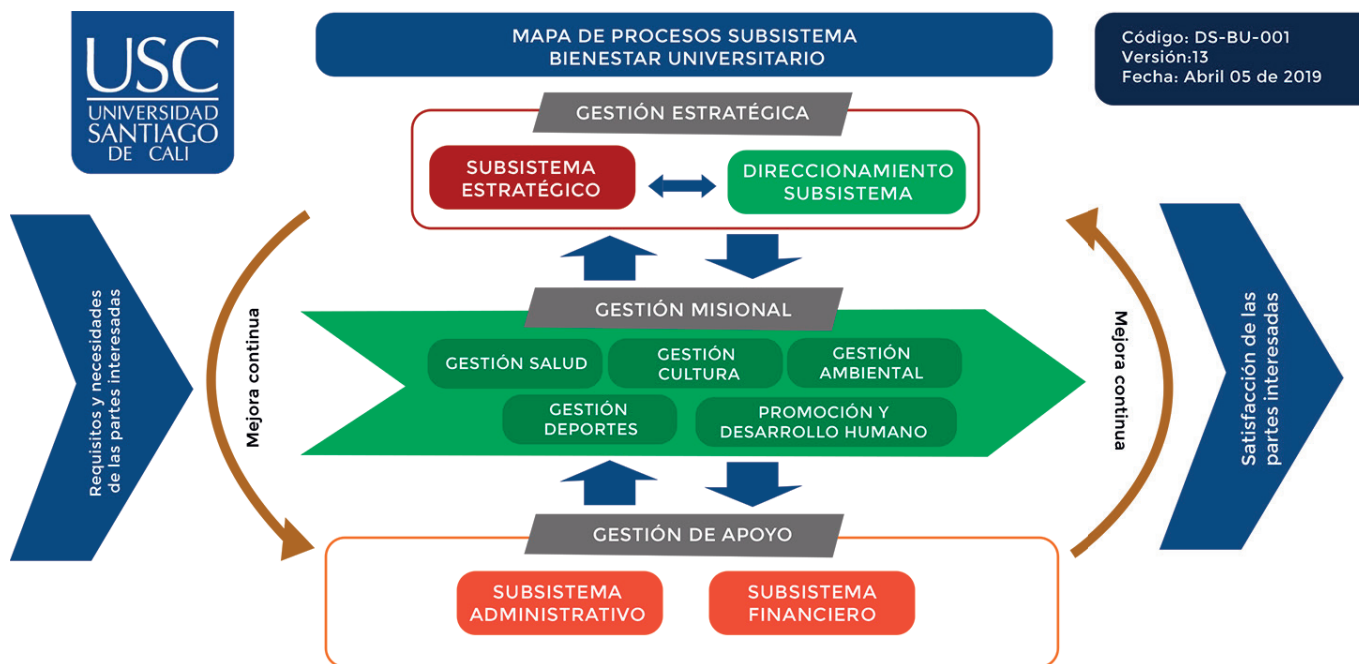 USC
UNIVERSIDAD
SANTIAGO
DE CALI
MAPA DE PROCESOS SUBSISTEMA
BIENESTAR UNIVERSITARIO
Código: DS-BU-001
Versión:13
Fecha: Abril 05 de 2019
GESTIÓN ESTRATÉGICA
SUBSISTEMA
ESTRATÉGICO
DIRECCIONAMIENTO
SUBSISTEMA
Requisitos y necesidades
de las partes interesadas
Mejora continua
GESTIÓN MISIONAL
GESTIÓN SALUD
GESTIÓN
CULTURA
GESTIÓN
AMBIENTAL
GESTIÓN
DEPORTES
PROMOCIÓN Y
DESARROLLO HUMANO
Mejora continua
Satisfacción de las
partes interesadas
GESTIÓN DE APOYO
SUBSISTEMA
ADMINISTRATIVO
SUBSISTEMA
FINANCIERO